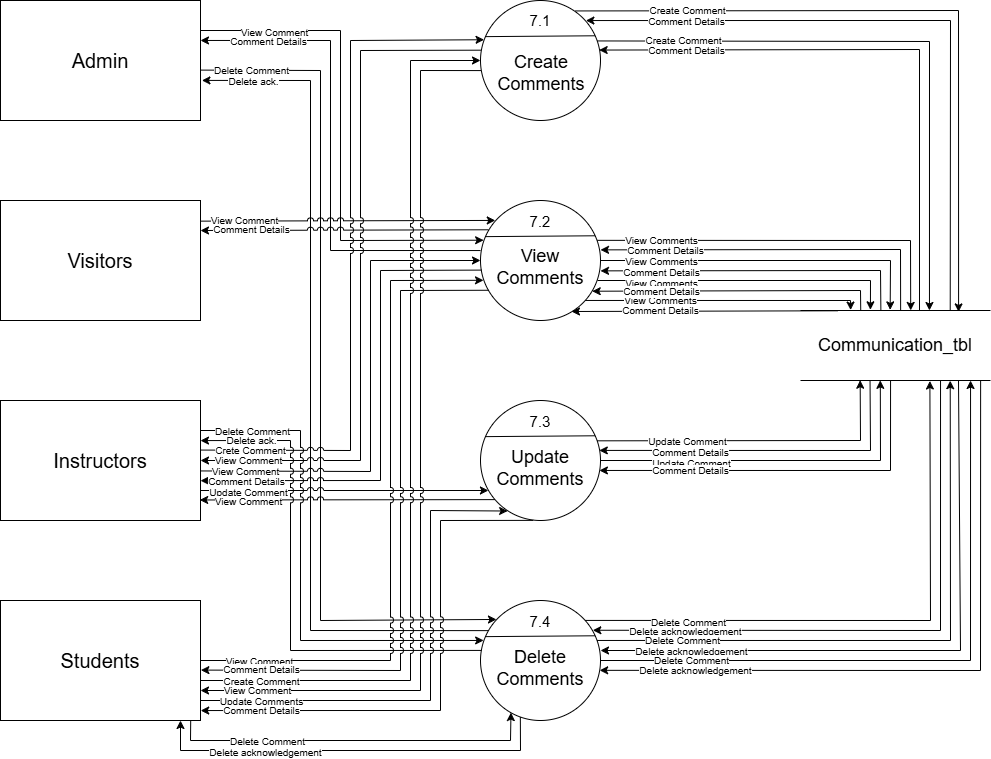 Admin
View Comment
Comment Details
Delete Comment
Delete ack.
7.1
Create
Comments
Create Comment
Comment Details
Create Comment
Comment Details
Visitors
View Comment
Comment Details
7.2
View
Comments
View Comments
Comment Details
View Comments
Comment Details
View Comments
Comment Details
View Comments
Comment Details
Communication_tbl
Instructors
Delete Comment
Delete ack.
Crete Comment
View Comment
View Comment
Comment Details
Update Comment
View Comment
7.3
Update
Comments
Update Comment
Comment Details
Update Comment
Comment Details
Students
View Comment
Comment Details
Create Comment
View Comment
Update Comments
Comment Details
Delete Comment
Delete acknowledgement
7.4
Delete
Comments
Delete Comment
Delete acknowledgement
Delete Comment
Delete acknowledgement
Delete Comment
Delete acknowledgement